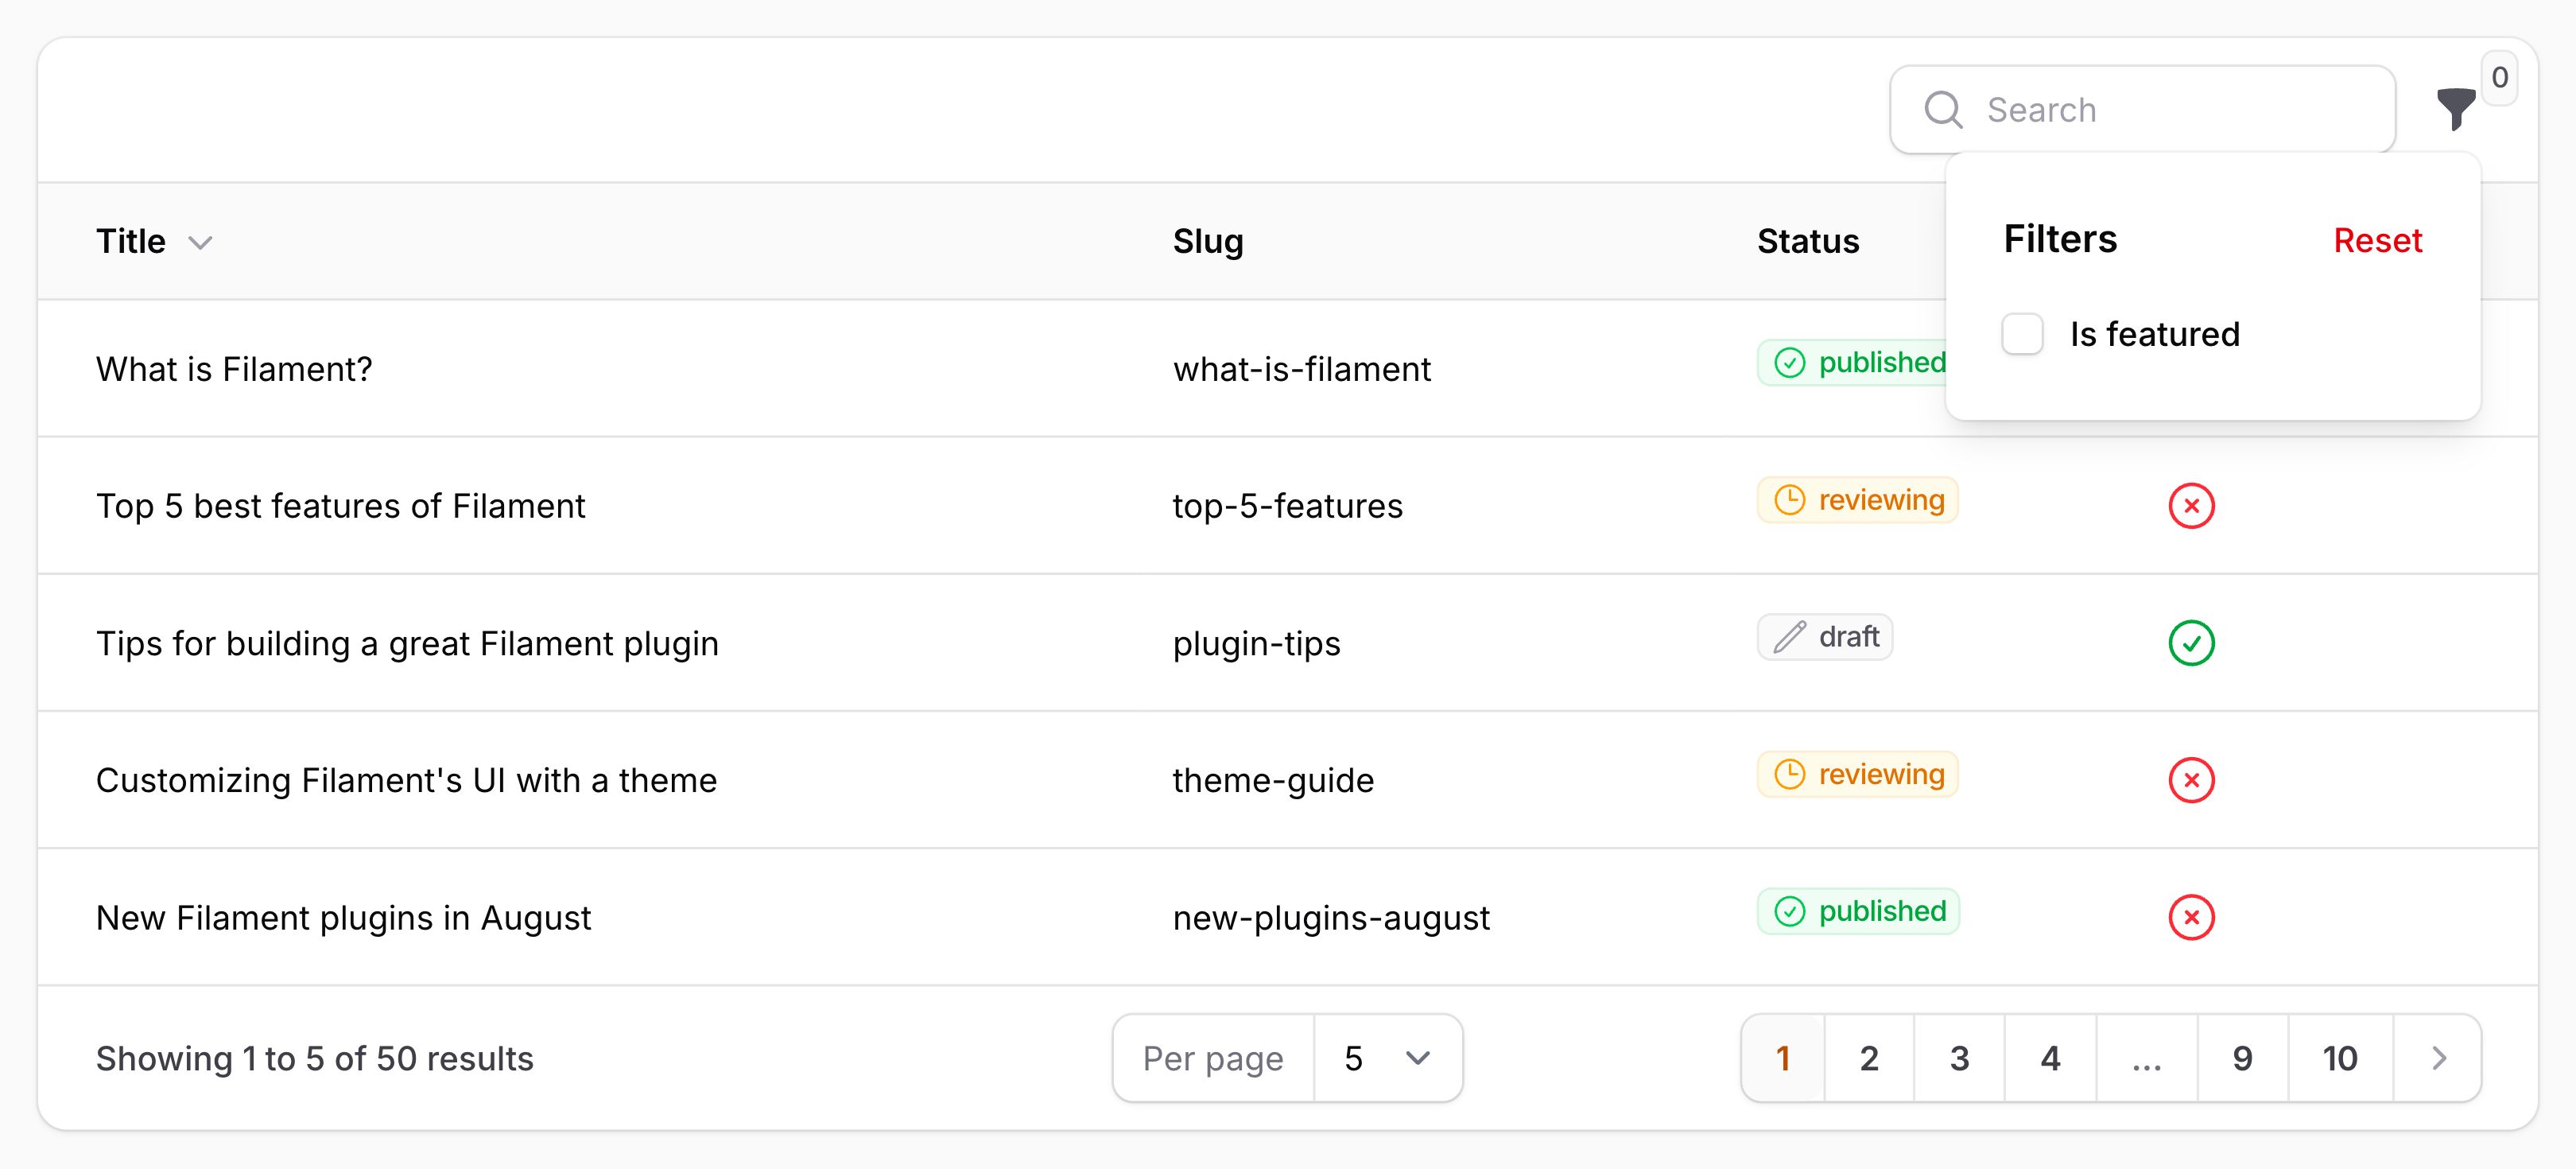 Search
0
Title Slug Status
Filters Reset
Is featured
What is Filament? what-is-filament published
Top 5 best features of Filament top-5-features reviewing
Tips for building a great Filament plugin plugin-tips draft
Customizing Filament's UI with a theme theme-guide reviewing
New Filament plugins in August new-plugins-august published
Showing 1 to 5 of 50 results Per page 5 1 2 3 4 ... 9 10